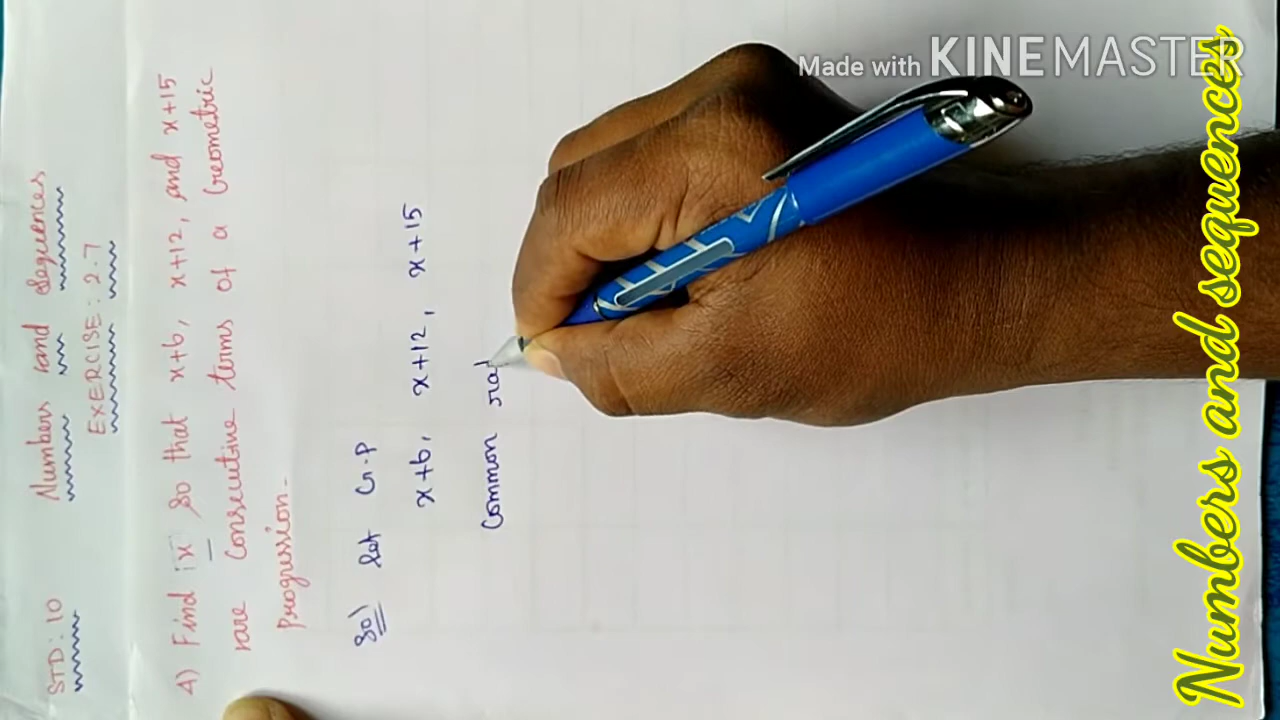 STD: 10 Numbers and Sequences
EXERCISE: 2.7
4) Find 'x' so that x+6, x+12, and x+15
are Consecutive terms of a Geometric
Progression.
Sol) Let G.P
x+6, x+12, x+15
Common rat
Made with KINEMASTER
Numbers and sequences